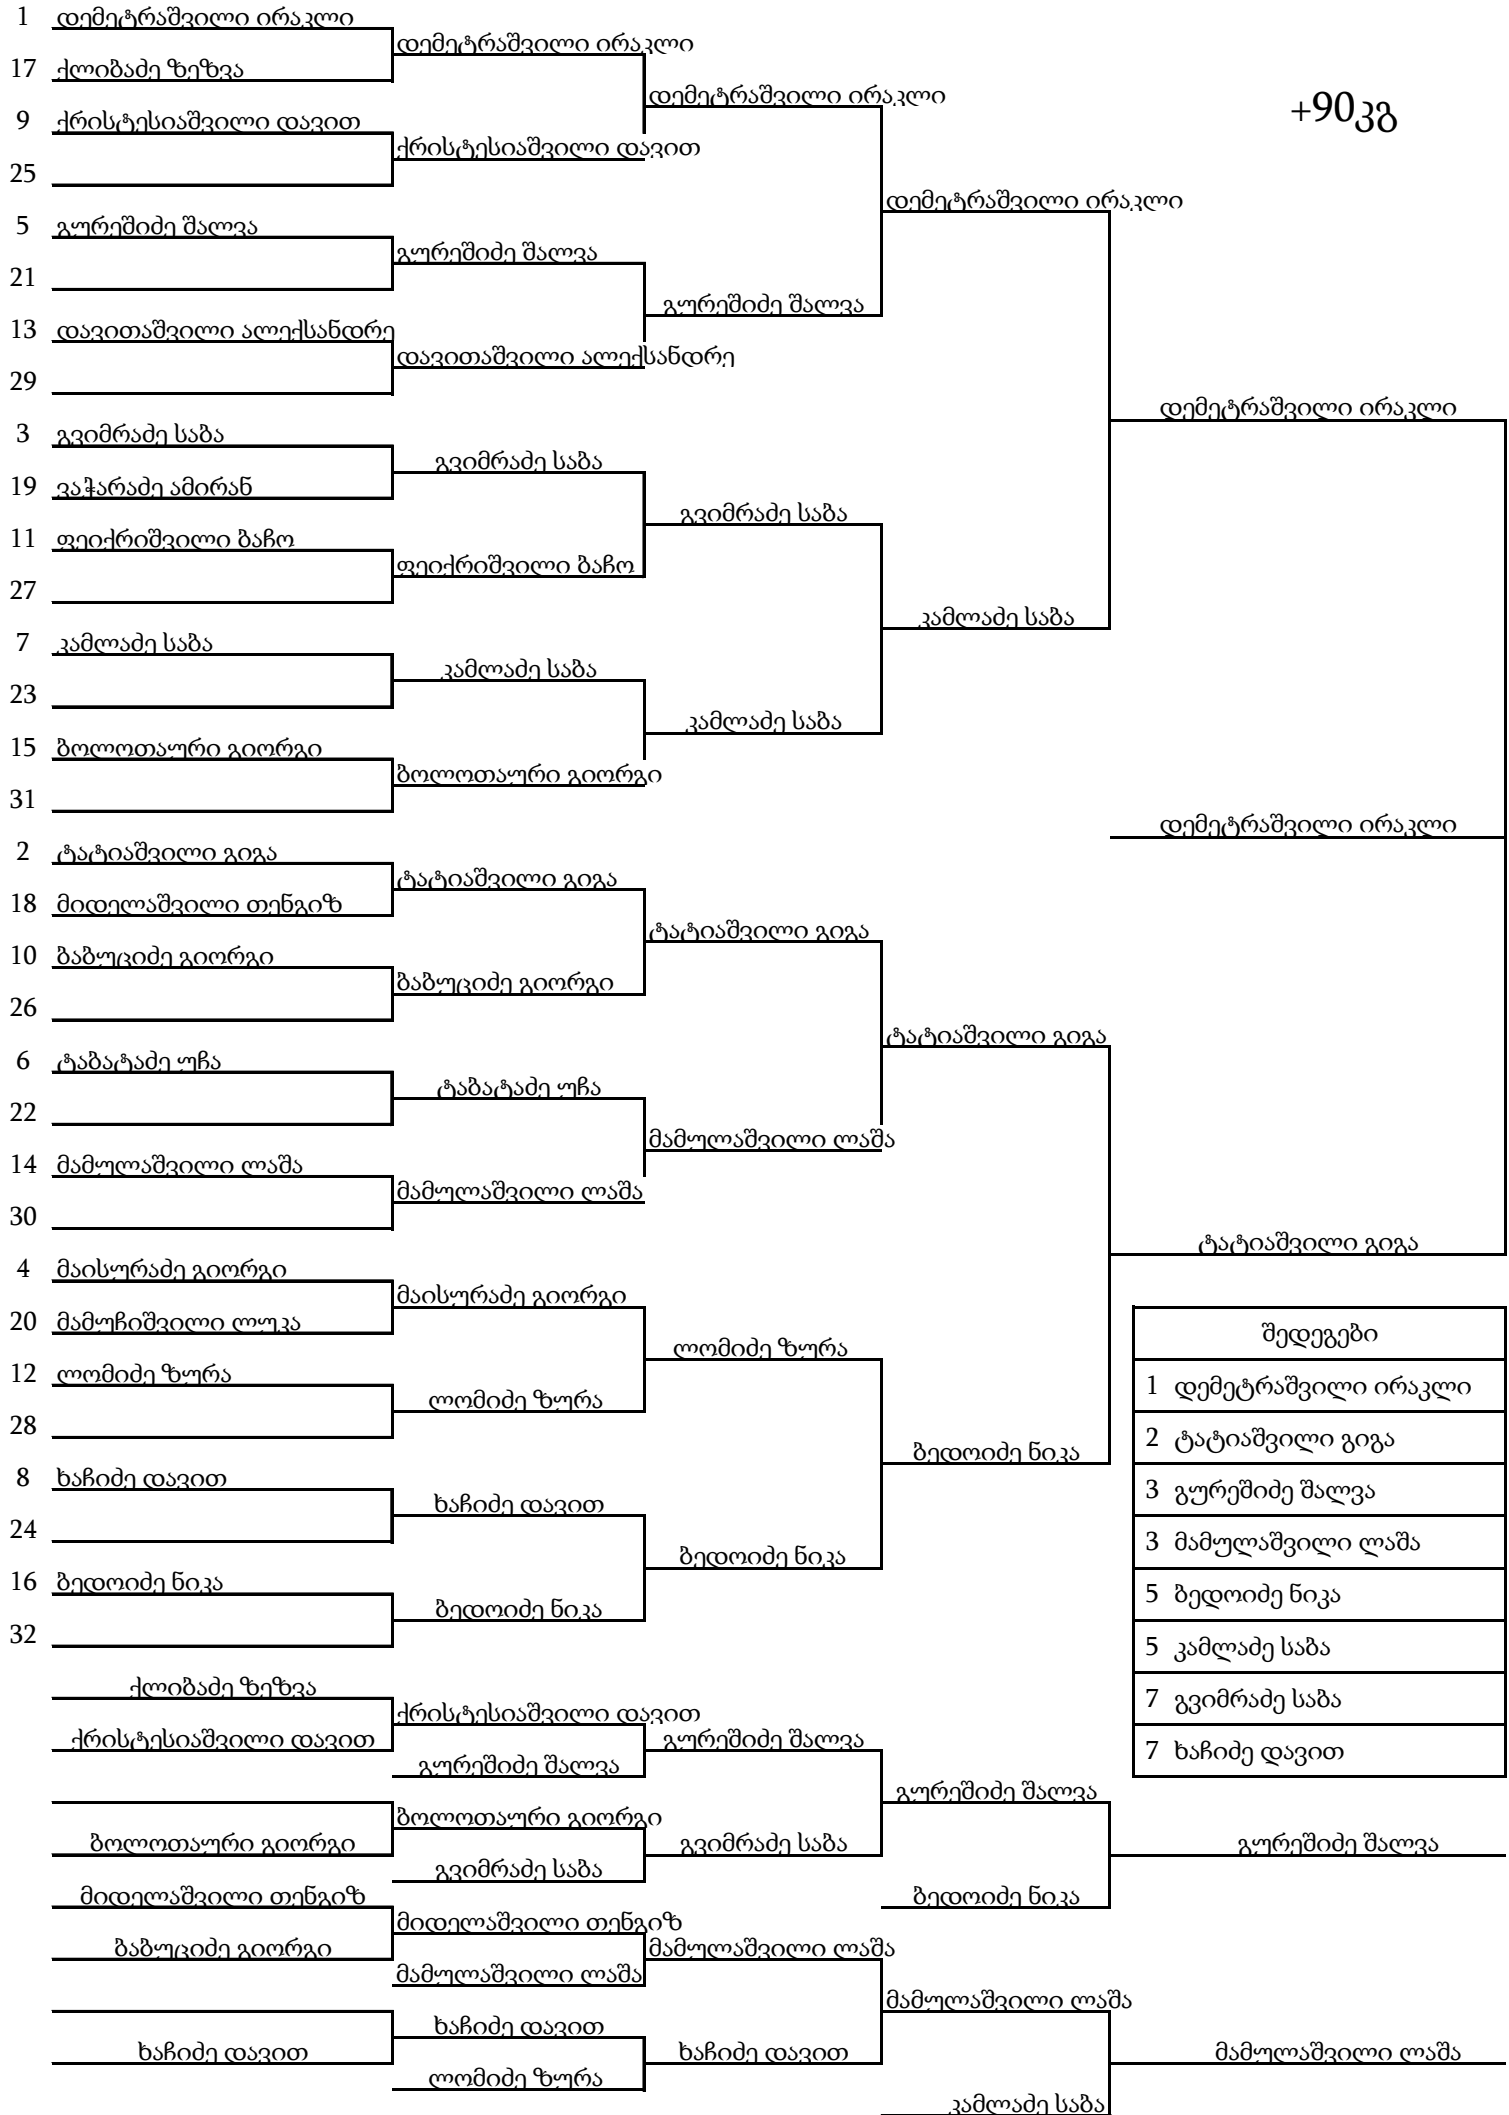 1 დემეტრაშვილი ირაკლი
დემეტრაშვილი ირაკლი
17 ქლიბაძე ზეზვა
დემეტრაშვილი ირაკლი
+90კგ
9 ქრისტესიაშვილი დავით
ქრისტესიაშვილი დავით
25
დემეტრაშვილი ირაკლი
5 გურეშიძე შალვა
გურეშიძე შალვა
21
გურეშიძე შალვა
13 დავითაშვილი ალექსანდრე
დავითაშვილი ალექსანდრე
29
დემეტრაშვილი ირაკლი
3 გვიმრაძე საბა
გვიმრაძე საბა
19 ვაჭარაძე ამირან
გვიმრაძე საბა
11 ფეიქრიშვილი ბაჩო
ფეიქრიშვილი ბაჩო
27
კამლაძე საბა
7 კამლაძე საბა
კამლაძე საბა
23
კამლაძე საბა
15 ბოლოთაური გიორგი
ბოლოთაური გიორგი
31
დემეტრაშვილი ირაკლი
2 ტატიაშვილი გიგა
ტატიაშვილი გიგა
18 მიდელაშვილი თენგიზ
ტატიაშვილი გიგა
10 ბაბუციძე გიორგი
ბაბუციძე გიორგი
26
ტატიაშვილი გიგა
6 ტაბატაძე უჩა
ტაბატაძე უჩა
22
მამულაშვილი ლაშა
14 მამულაშვილი ლაშა
მამულაშვილი ლაშა
30
ტატიაშვილი გიგა
4 მაისურაძე გიორგი
მაისურაძე გიორგი
20 მამუჩიშვილი ლუკა
ლომიძე ზურა
12 ლომიძე ზურა
ლომიძე ზურა
28
ბედოიძე ნიკა
8 ხაჩიძე დავით
ხაჩიძე დავით
24
ბედოიძე ნიკა
16 ბედოიძე ნიკა
ბედოიძე ნიკა
32
შედეგები
1 დემეტრაშვილი ირაკლი
2 ტატიაშვილი გიგა
3 გურეშიძე შალვა
3 მამულაშვილი ლაშა
5 ბედოიძე ნიკა
5 კამლაძე საბა
7 გვიმრაძე საბა
7 ხაჩიძე დავით
ქლიბაძე ზეზვა
ქრისტესიაშვილი დავით
ქრისტესიაშვილი დავით
გურეშიძე შალვა
გურეშიძე შალვა
გურეშიძე შალვა
ბოლოთაური გიორგი
ბოლოთაური გიორგი
გვიმრაძე საბა
გურეშიძე შალვა
გვიმრაძე საბა
მიდელაშვილი თენგიზ
ბედოიძე ნიკა
მიდელაშვილი თენგიზ
ბაბუციძე გიორგი
მამულაშვილი ლაშა
მამულაშვილი ლაშა
მამულაშვილი ლაშა
ხაჩიძე დავით
ხაჩიძე დავით
ხაჩიძე დავით
მამულაშვილი ლაშა
ლომიძე ზურა
კამლაძე საბა